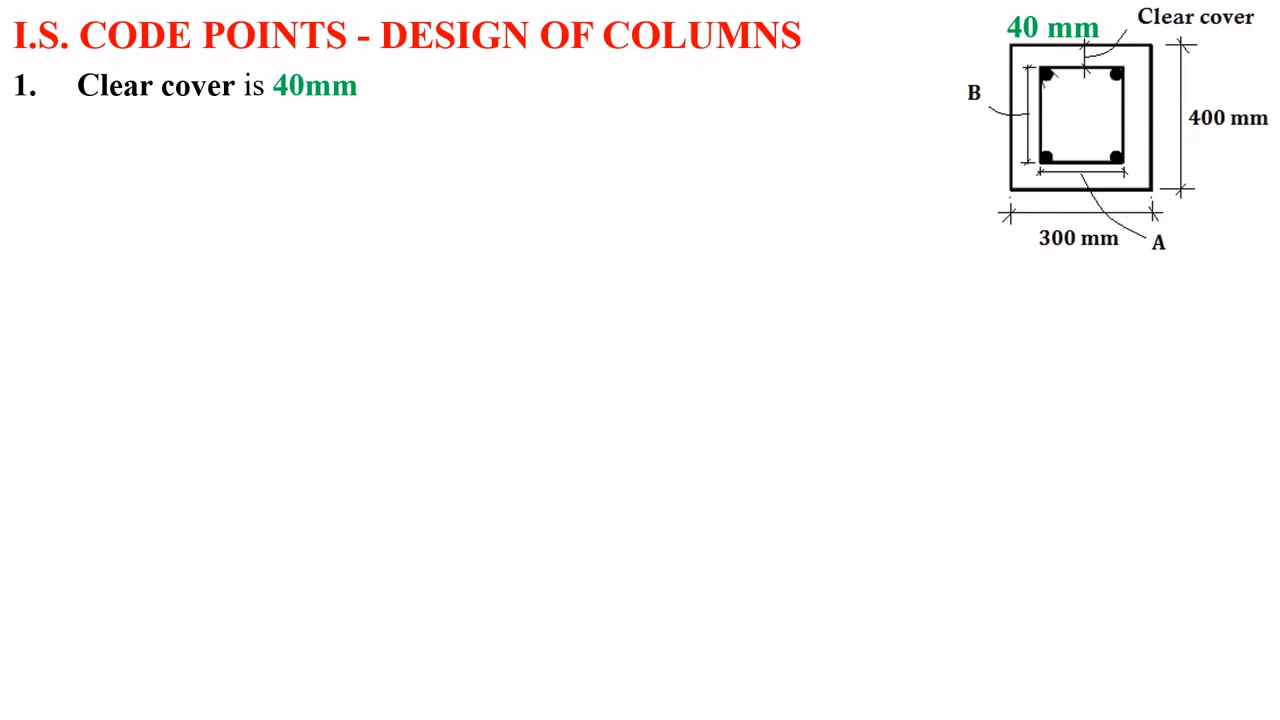 I.S. CODE POINTS - DESIGN OF COLUMNS
1. Clear cover is 40mm
Clear cover
40 mm
B
400 mm
300 mm
A